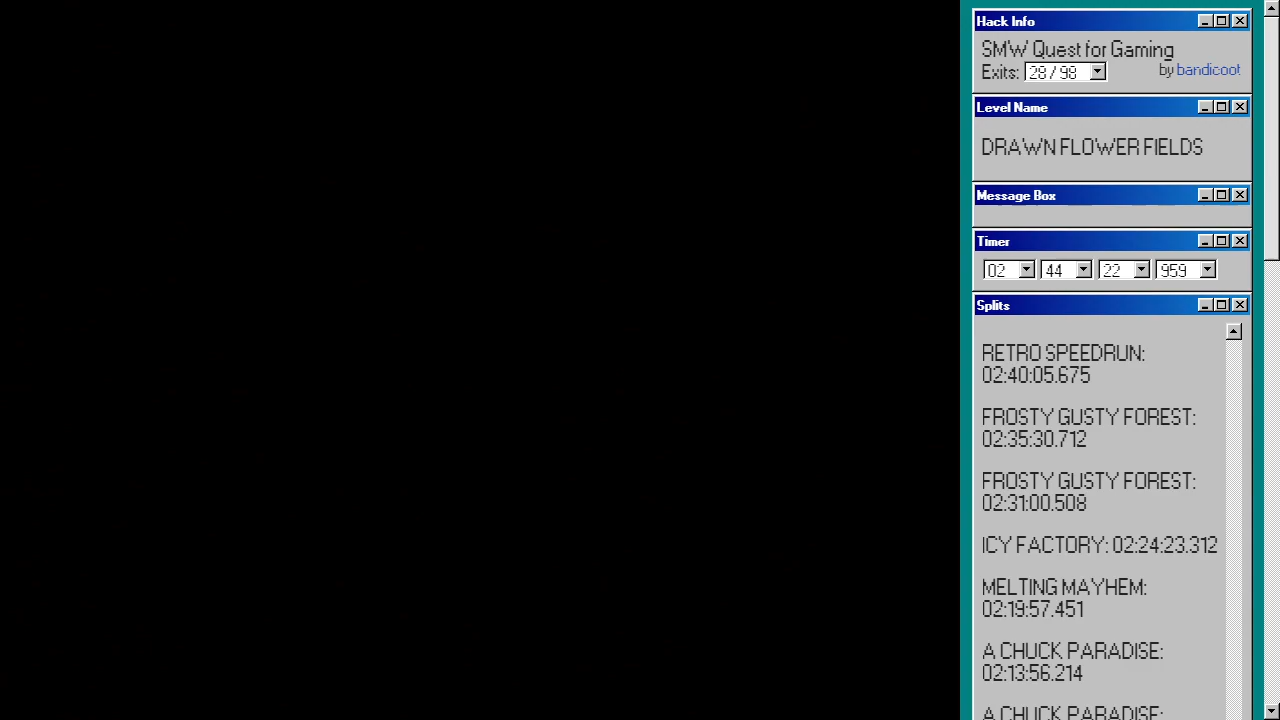 Hack Info
SMW Quest for Gaming
Exits: 28 / 98
by bandicoot
Level Name
DRAWN FLOWER FIELDS
Message Box
Timer
02 44 22 959
Splits
RETRO SPEEDRUN:
02:40:05.675
FROSTY GUSTY FOREST:
02:35:30.712
FROSTY GUSTY FOREST:
02:31:00.508
ICY FACTORY: 02:24:23.312
MELTING MAYHEM:
02:19:57.451
A CHUCK PARADISE:
02:13:56.214
A CHUCK PARADISE: